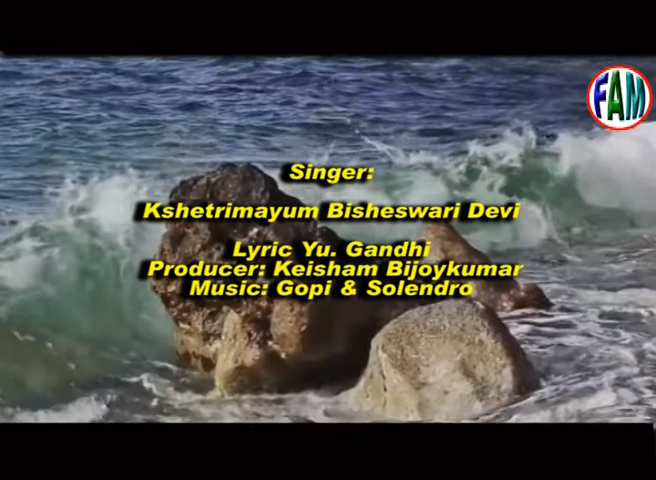 FAM
Singer:
Kshetrimayum Bisheswari Devi
Lyric Yu. Gandhi
Producer: Keisham Bijoykumar
Music: Gopi & Solendro